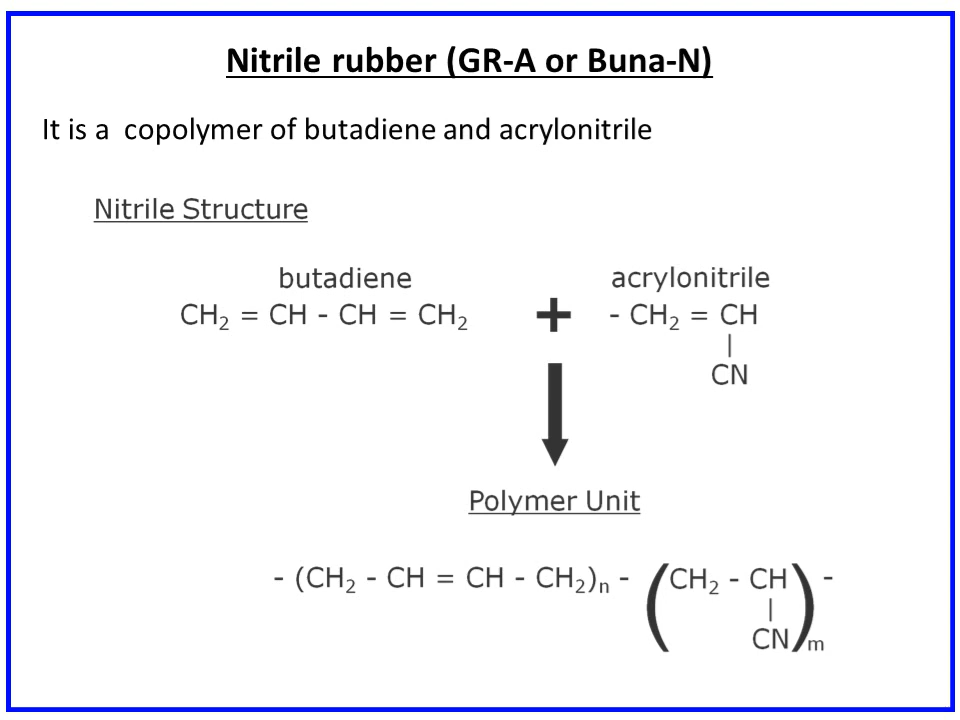 Nitrile rubber (GR-A or Buna-N)
It is a  copolymer of butadiene and acrylonitrile
Nitrile Structure
butadiene acrylonitrile
CH₂ = CH - CH = CH₂ + - CH₂ = CH
|
CN
Polymer Unit
- (CH₂ - CH = CH - CH₂)ₙ - (CH₂ - CH) -
|
CN m